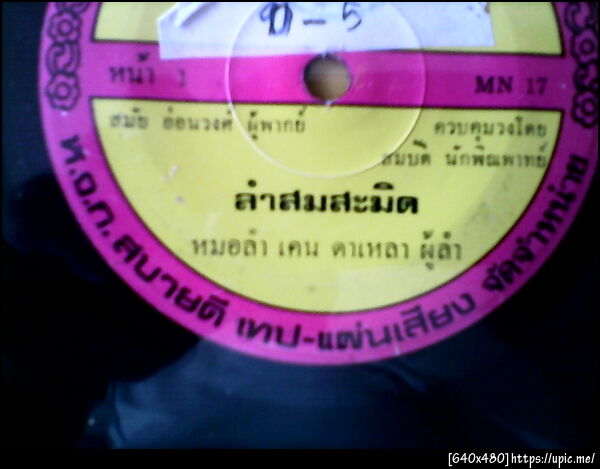 ฃ-5
หน้า 1
MN 17
สมัย อ่อนวงศ์ ผู้พากย์
ควบคุมวงโดย
สมบัติ นักพิณพาทย์
ลำสมสะมิต
หมอลำ เคน ดาเหลา ผู้ลำ
ห.จ.ก. สบายดี เทป-แผ่นเสียง จัดจำหน่าย
[640x480]https://upic.me/